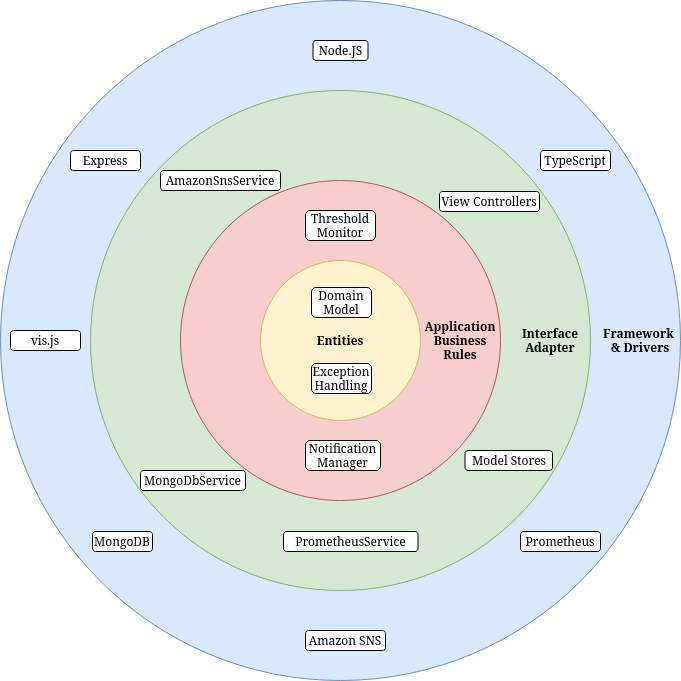 Node.JS
Express
TypeScript
AmazonSnsService
View Controllers
Threshold
Monitor
Domain
Model
Entities
Exception
Handling
Application
Business
Rules
Interface
Adapter
Framework
& Drivers
vis.js
Notification
Manager
Model Stores
MongoDbService
MongoDB
PrometheusService
Prometheus
Amazon SNS